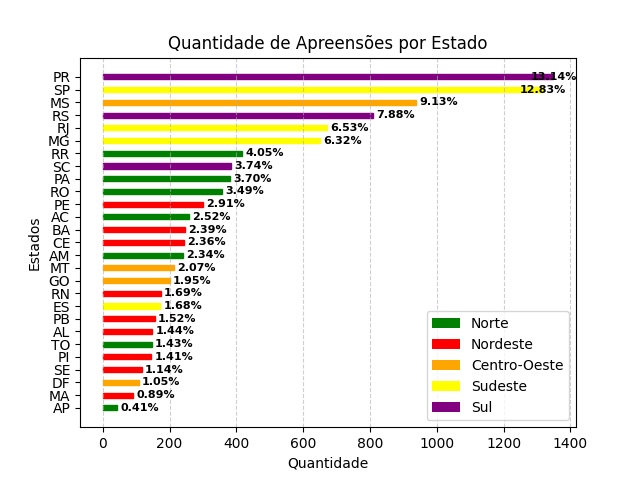 Quantidade de Apreensões por Estado
PR 13.14%
SP 12.83%
MS 9.13%
RS 7.88%
RJ 6.53%
MG 6.32%
RR 4.05%
SC 3.74%
PA 3.70%
RO 3.49%
PE 2.91%
AC 2.52%
BA 2.39%
CE 2.36%
AM 2.34%
MT 2.07%
GO 1.95%
RN 1.69%
ES 1.68%
PB 1.52%
AL 1.44%
TO 1.43%
PI 1.41%
SE 1.14%
DF 1.05%
MA 0.89%
AP 0.41%
Estados
Norte
Nordeste
Centro-Oeste
Sudeste
Sul
0 200 400 600 800 1000 1200 1400
Quantidade